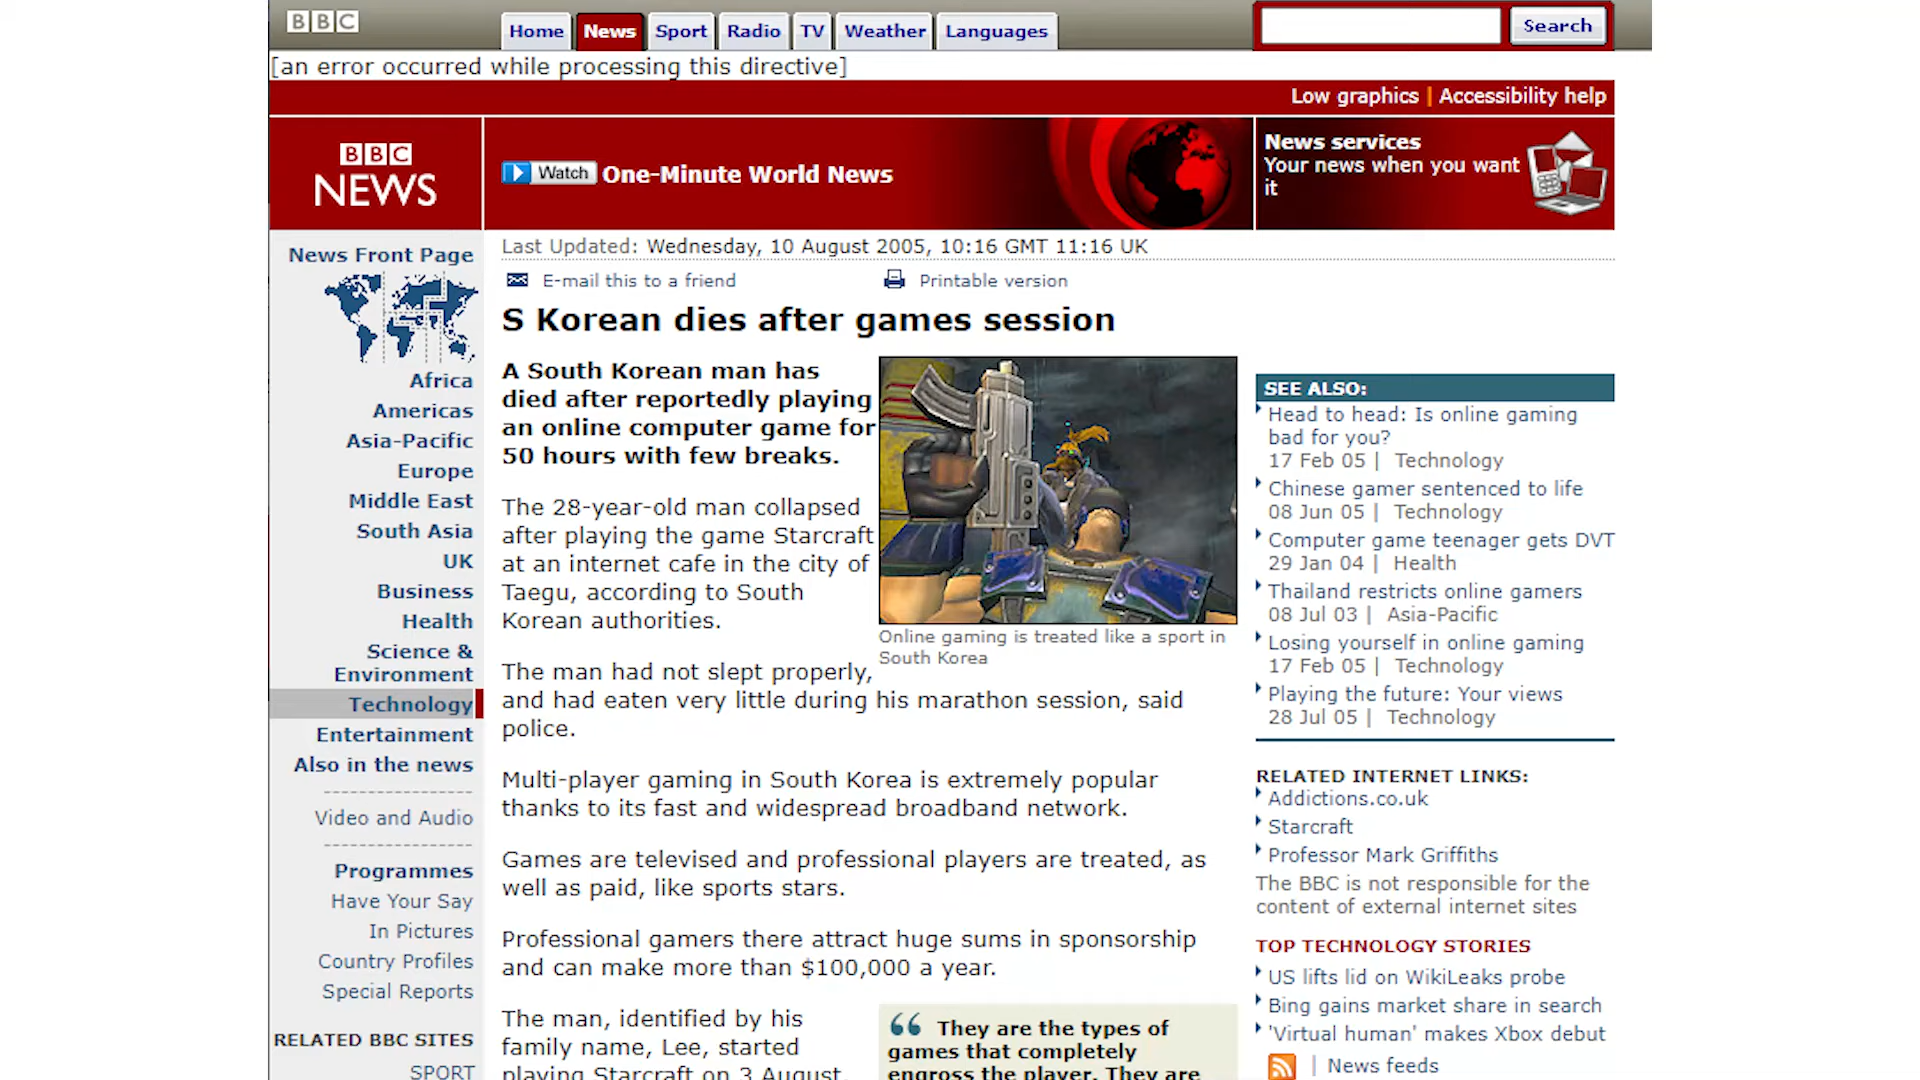 BBC
Home
News
Sport
Radio
TV
Weather
Languages
Search
[an error occurred while processing this directive]
Low graphics | Accessibility help
BBC
NEWS
Watch One-Minute World News
News services
Your news when you want
it
News Front Page
Africa
Americas
Asia-Pacific
Europe
Middle East
South Asia
UK
Business
Health
Science &
Environment
Technology
Entertainment
Also in the news
Video and Audio
Programmes
Have Your Say
In Pictures
Country Profiles
Special Reports
RELATED BBC SITES
SPORT
Last Updated: Wednesday, 10 August 2005, 10:16 GMT 11:16 UK
E-mail this to a friend
Printable version
S Korean dies after games session
A South Korean man has
died after reportedly playing
an online computer game for
50 hours with few breaks.
The 28-year-old man collapsed
after playing the game Starcraft
at an internet cafe in the city of
Taegu, according to South
Korean authorities.
Online gaming is treated like a sport in
South Korea
The man had not slept properly,
and had eaten very little during his marathon session, said
police.
Multi-player gaming in South Korea is extremely popular
thanks to its fast and widespread broadband network.
Games are televised and professional players are treated, as
well as paid, like sports stars.
Professional gamers there attract huge sums in sponsorship
and can make more than $100,000 a year.
The man, identified by his
family name, Lee, started
playing Starcraft on 3 August.
“ They are the types of
games that completely
engross the player. They are
SEE ALSO:
Head to head: Is online gaming
bad for you?
17 Feb 05 | Technology
Chinese gamer sentenced to life
08 Jun 05 | Technology
Computer game teenager gets DVT
29 Jan 04 | Health
Thailand restricts online gamers
08 Jul 03 | Asia-Pacific
Losing yourself in online gaming
17 Feb 05 | Technology
Playing the future: Your views
28 Jul 05 | Technology
RELATED INTERNET LINKS:
Addictions.co.uk
Starcraft
Professor Mark Griffiths
The BBC is not responsible for the
content of external internet sites
TOP TECHNOLOGY STORIES
US lifts lid on WikiLeaks probe
Bing gains market share in search
'Virtual human' makes Xbox debut
| News feeds